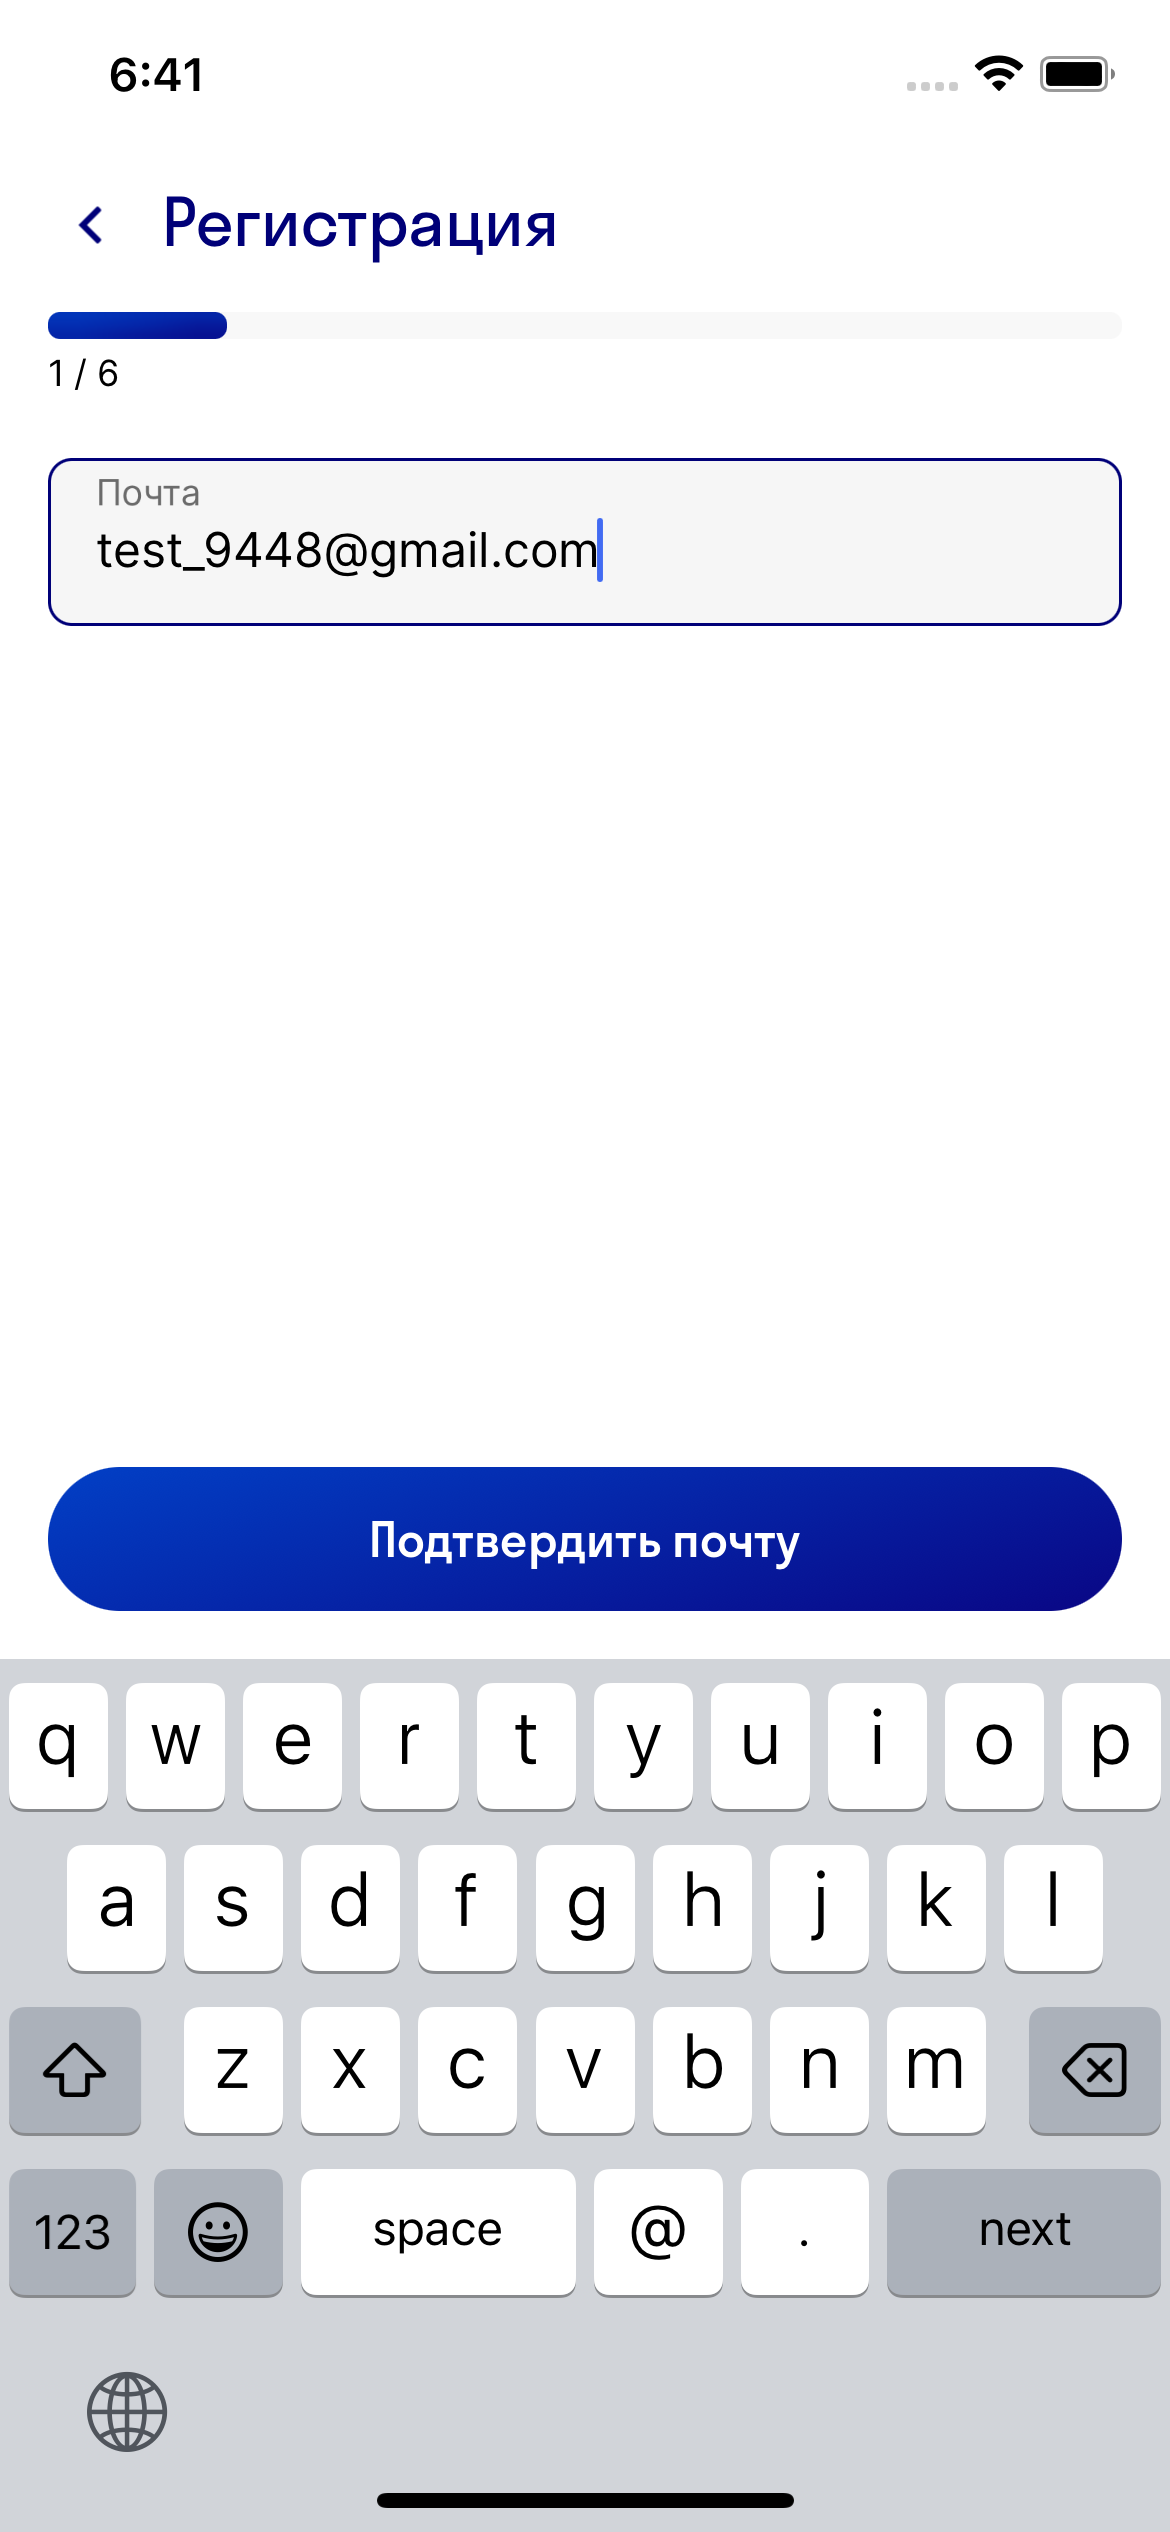 6:41
Регистрация
1 / 6
Почта
test_9448@gmail.com
Подтвердить почту
q w e r t y u i o p
a s d f g h j k l
z x c v b n m
123 space @ . next